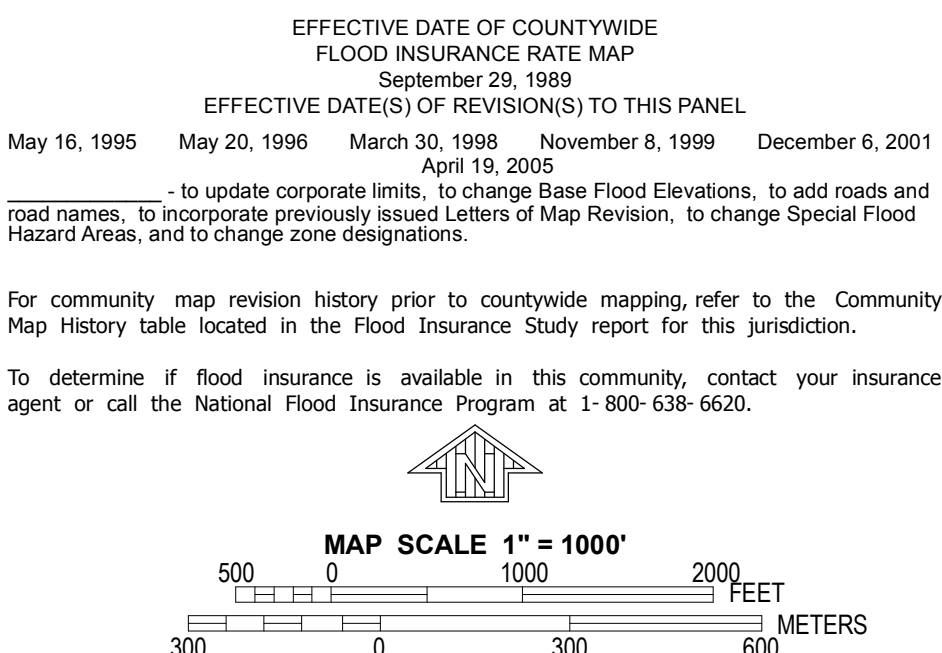 EFFECTIVE DATE OF COUNTYWIDE
FLOOD INSURANCE RATE MAP
September 29, 1989
EFFECTIVE DATE(S) OF REVISION(S) TO THIS PANEL
May 16, 1995 May 20, 1996 March 30, 1998 November 8, 1999 December 6, 2001
April 19, 2005
______________ - to update corporate limits, to change Base Flood Elevations, to add roads and
road names, to incorporate previously issued Letters of Map Revision, to change Special Flood
Hazard Areas, and to change zone designations.
For community map revision history prior to countywide mapping, refer to the Community
Map History table located in the Flood Insurance Study report for this jurisdiction.
To determine if flood insurance is available in this community, contact your insurance
agent or call the National Flood Insurance Program at 1- 800- 638- 6620.
N
MAP SCALE 1" = 1000'
500 0 1000 2000
FEET
METERS
300 0 300 600